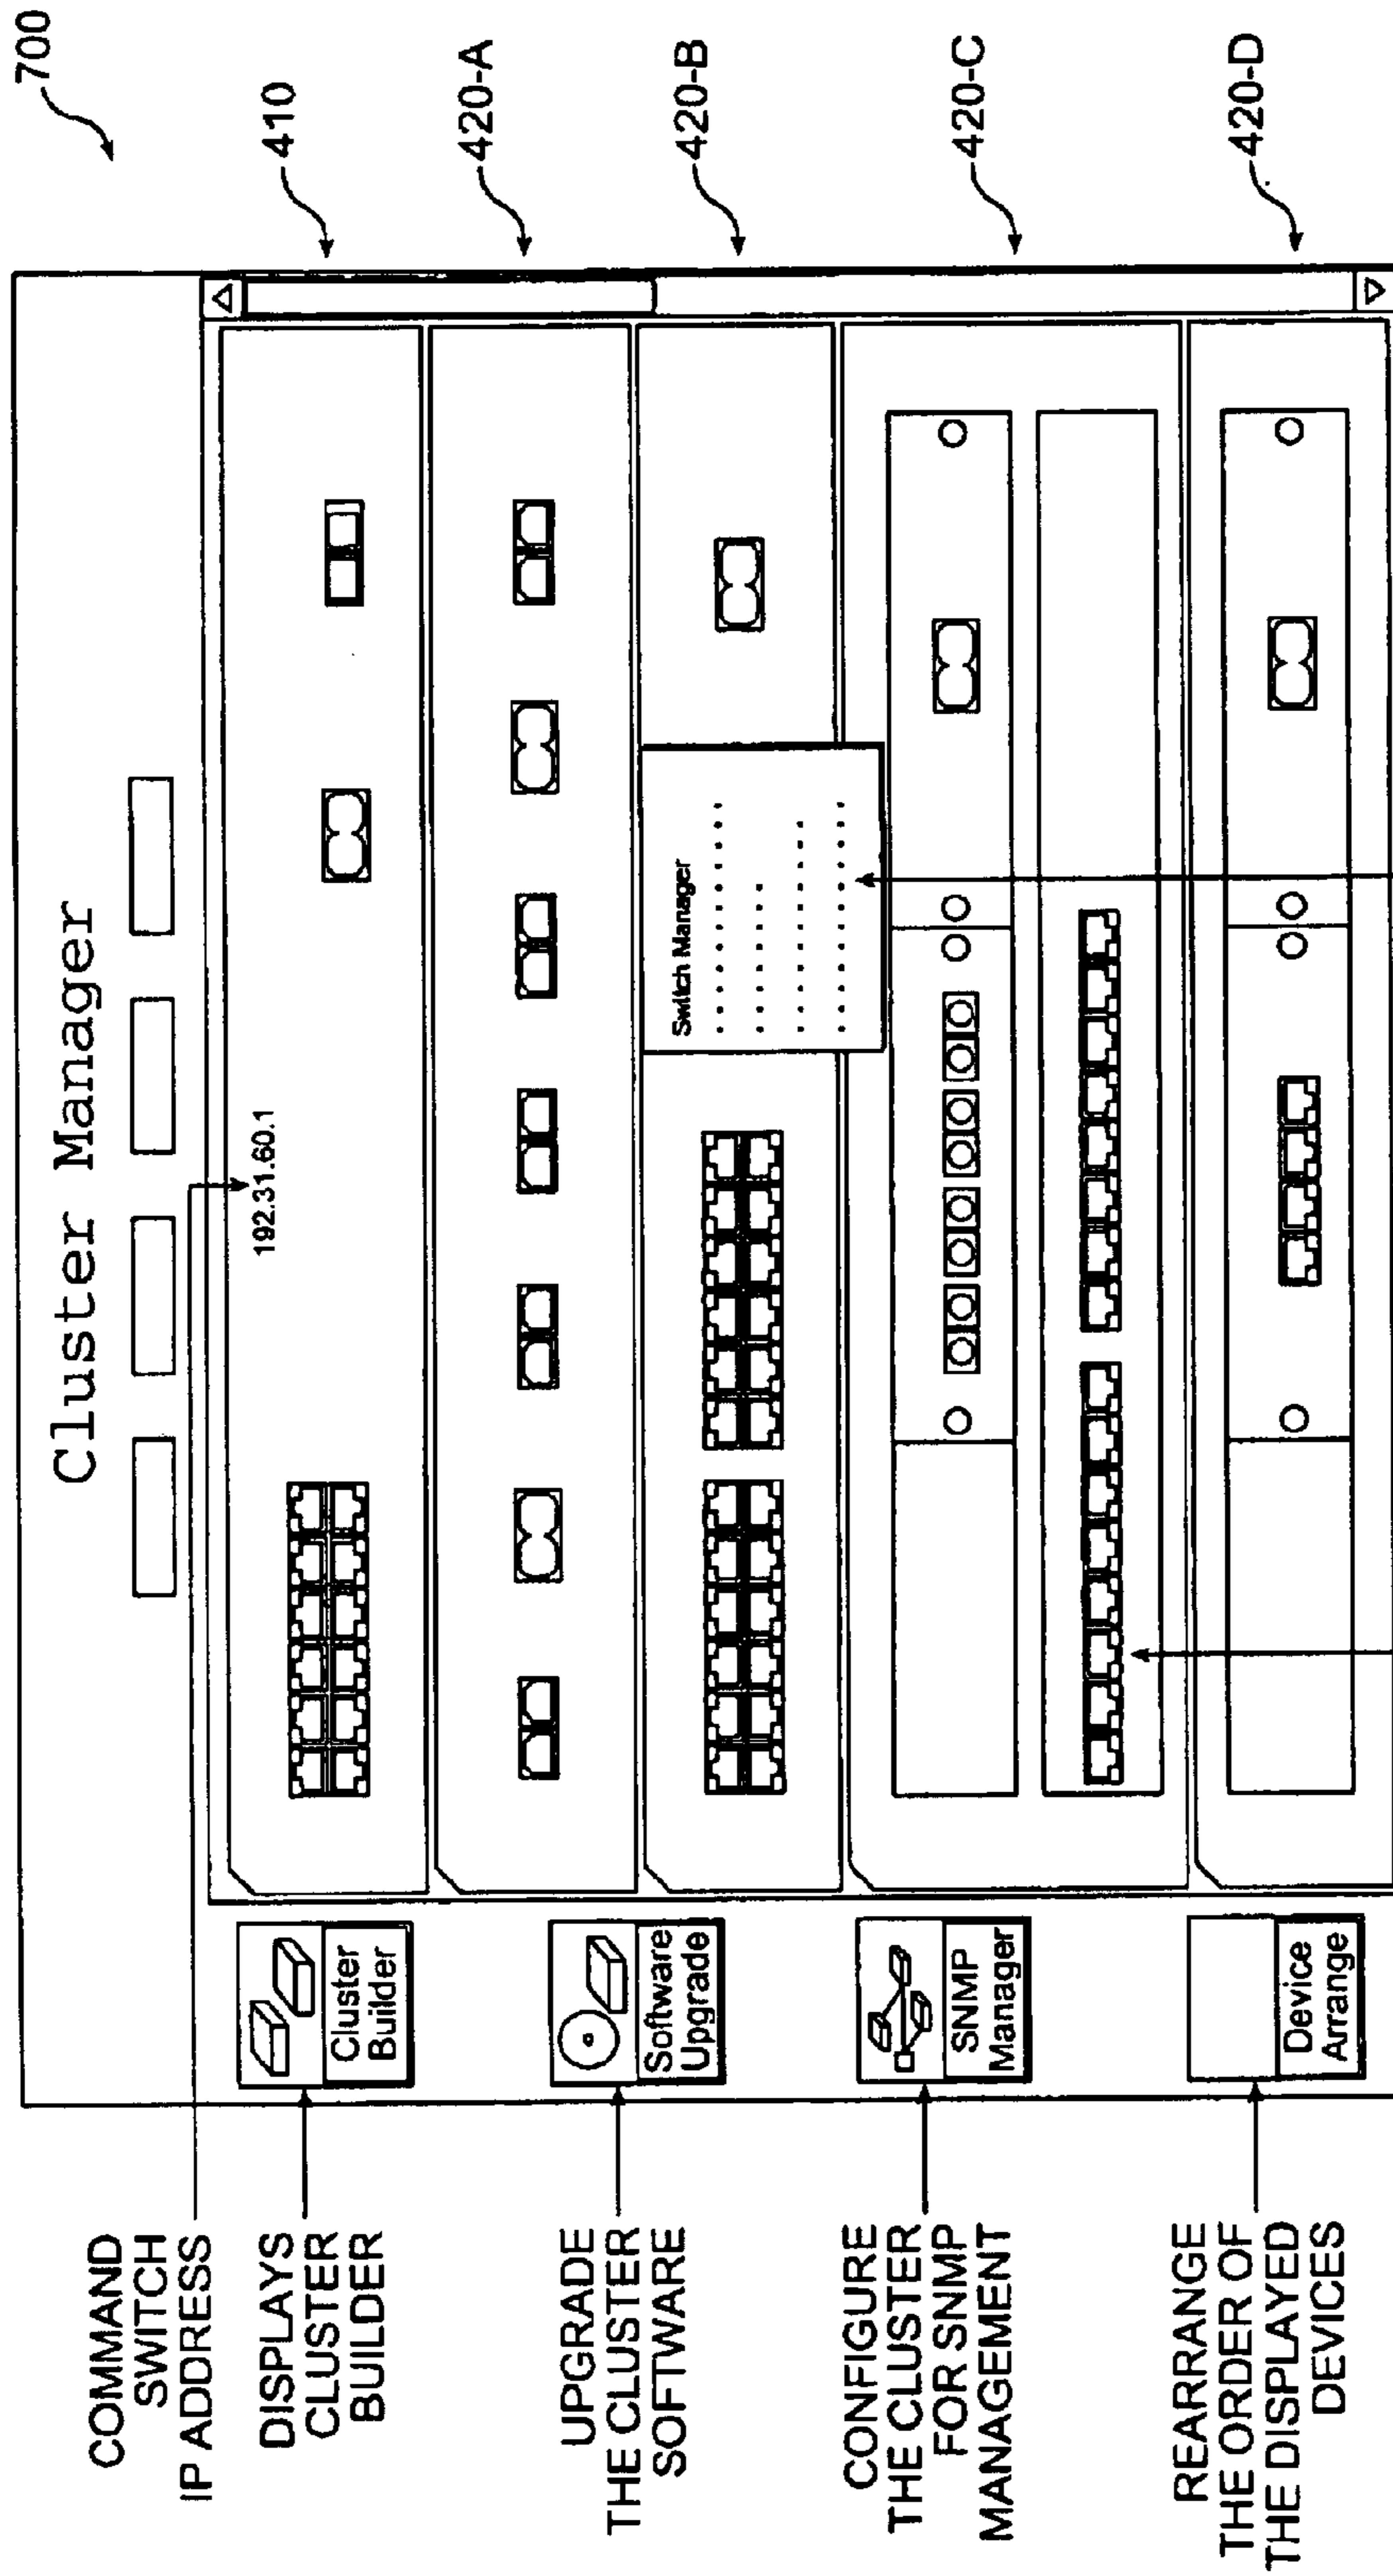 700
Cluster Manager
COMMAND
SWITCH
IP ADDRESS
192.31.60.1
410
DISPLAYS
CLUSTER
BUILDER
Cluster
Builder
420-A
UPGRADE
THE CLUSTER
SOFTWARE
Software
Upgrade
420-B
Switch Manager
CONFIGURE
THE CLUSTER
FOR SNMP
MANAGEMENT
SNMP
Manager
420-C
REARRANGE
THE ORDER OF
THE DISPLAYED
DEVICES
Device
Arrange
420-D